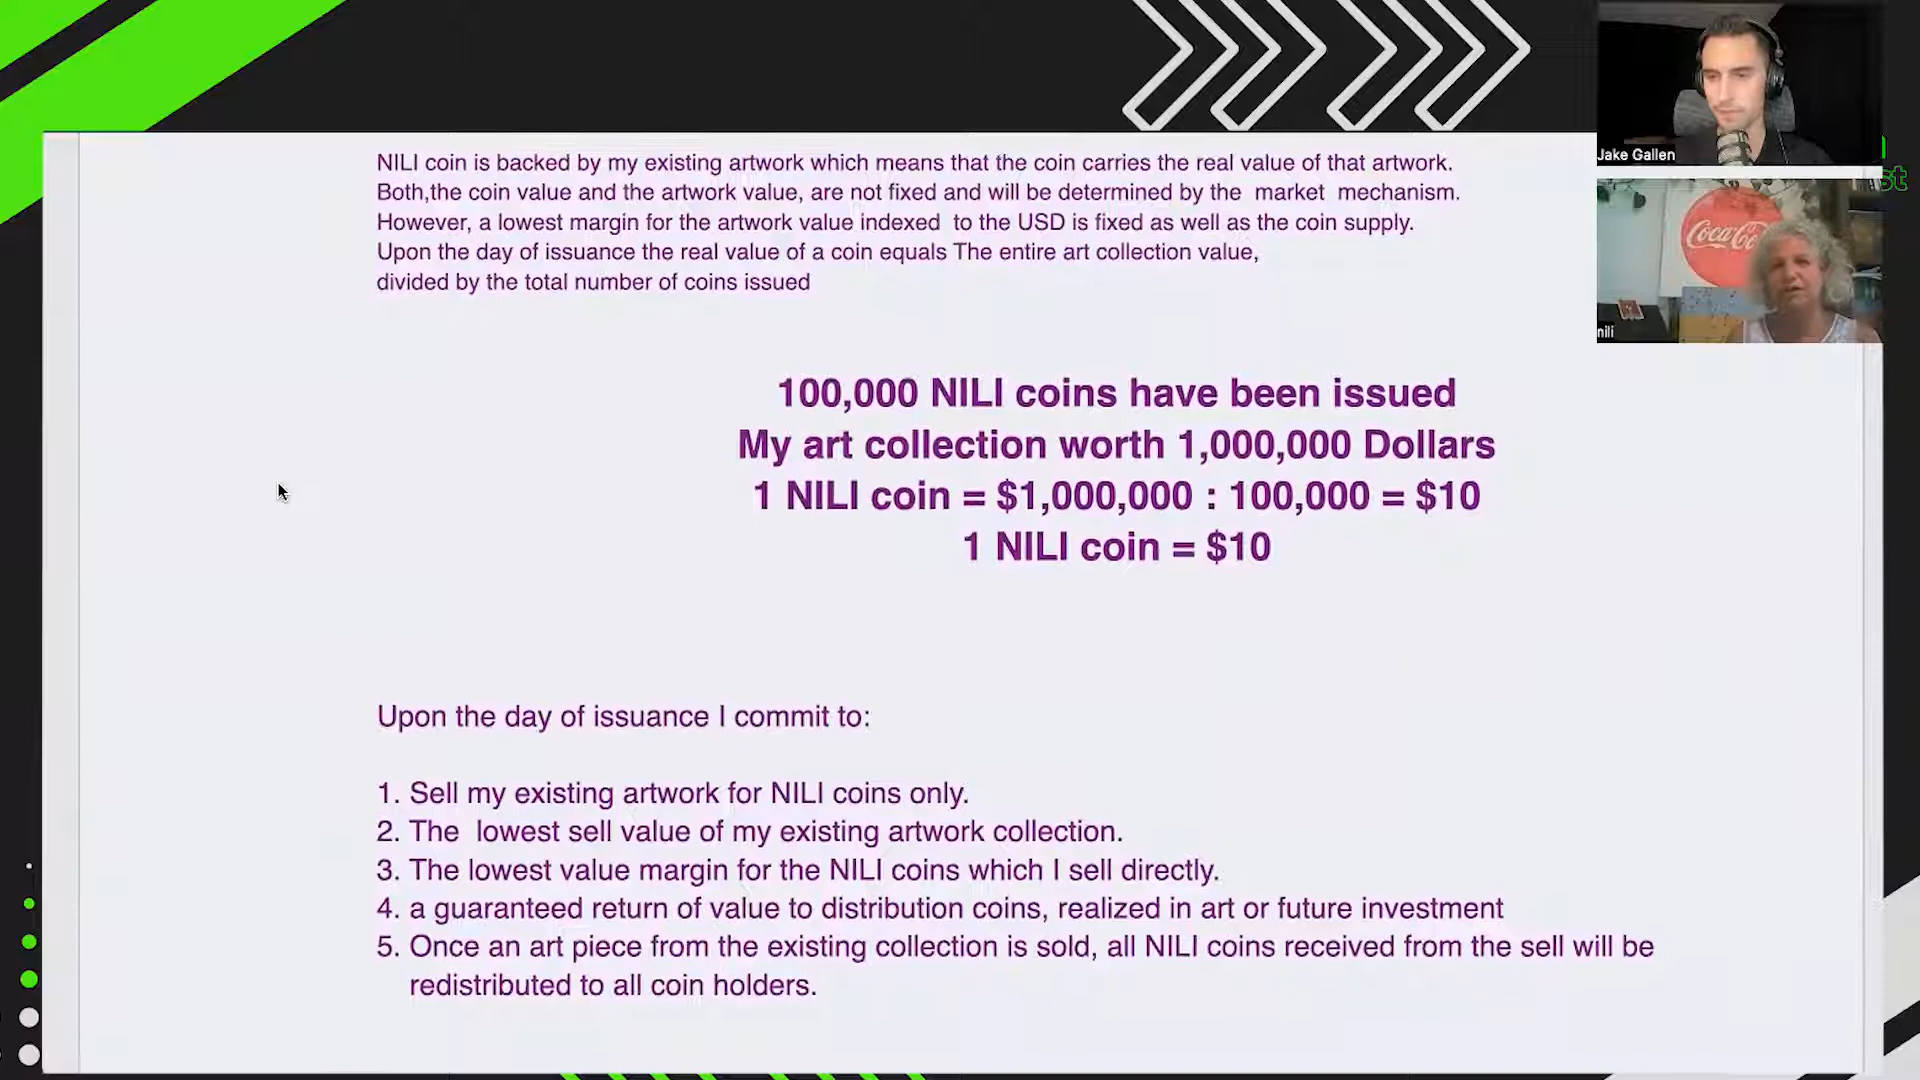 NILI coin is backed by my existing artwork which means that the coin carries the real value of that artwork.
Both,the coin value and the artwork value, are not fixed and will be determined by the market mechanism.
However, a lowest margin for the artwork value indexed to the USD is fixed as well as the coin supply.
Upon the day of issuance the real value of a coin equals The entire art collection value,
divided by the total number of coins issued
100,000 NILI coins have been issued
My art collection worth 1,000,000 Dollars
1 NILI coin = $1,000,000 : 100,000 = $10
1 NILI coin = $10
Upon the day of issuance I commit to:
1. Sell my existing artwork for NILI coins only.
2. The lowest sell value of my existing artwork collection.
3. The lowest value margin for the NILI coins which I sell directly.
4. a guaranteed return of value to distribution coins, realized in art or future investment
5. Once an art piece from the existing collection is sold, all NILI coins received from the sell will be
redistributed to all coin holders.
Jake Gallen
nili